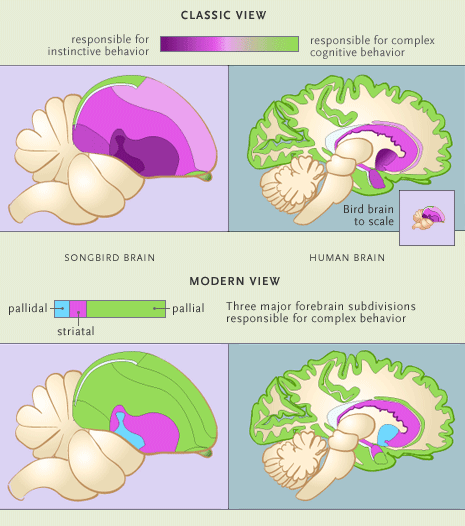 CLASSIC VIEW
responsible for
instinctive behavior
responsible for complex
cognitive behavior
Bird brain
to scale
SONGBIRD BRAIN
HUMAN BRAIN
MODERN VIEW
pallidal
striatal
pallial
Three major forebrain subdivisions
responsible for complex behavior